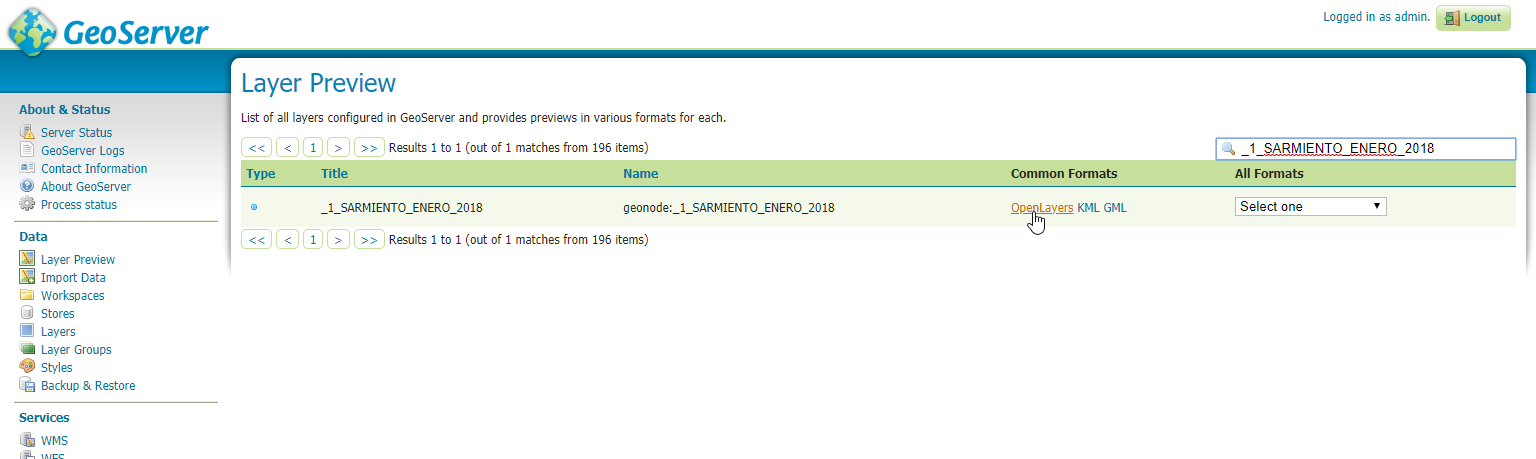 GeoServer
Logged in as admin. Logout
Layer Preview
List of all layers configured in GeoServer and provides previews in various formats for each.
<< < 1 > >> Results 1 to 1 (out of 1 matches from 196 items) _1_SARMIENTO_ENERO_2018
Type Title Name Common Formats All Formats
_1_SARMIENTO_ENERO_2018 geonode:_1_SARMIENTO_ENERO_2018 OpenLayers KML GML Select one
<< < 1 > >> Results 1 to 1 (out of 1 matches from 196 items)
About & Status
Server Status
GeoServer Logs
Contact Information
About GeoServer
Process status
Data
Layer Preview
Import Data
Workspaces
Stores
Layers
Layer Groups
Styles
Backup & Restore
Services
WMS
WFS